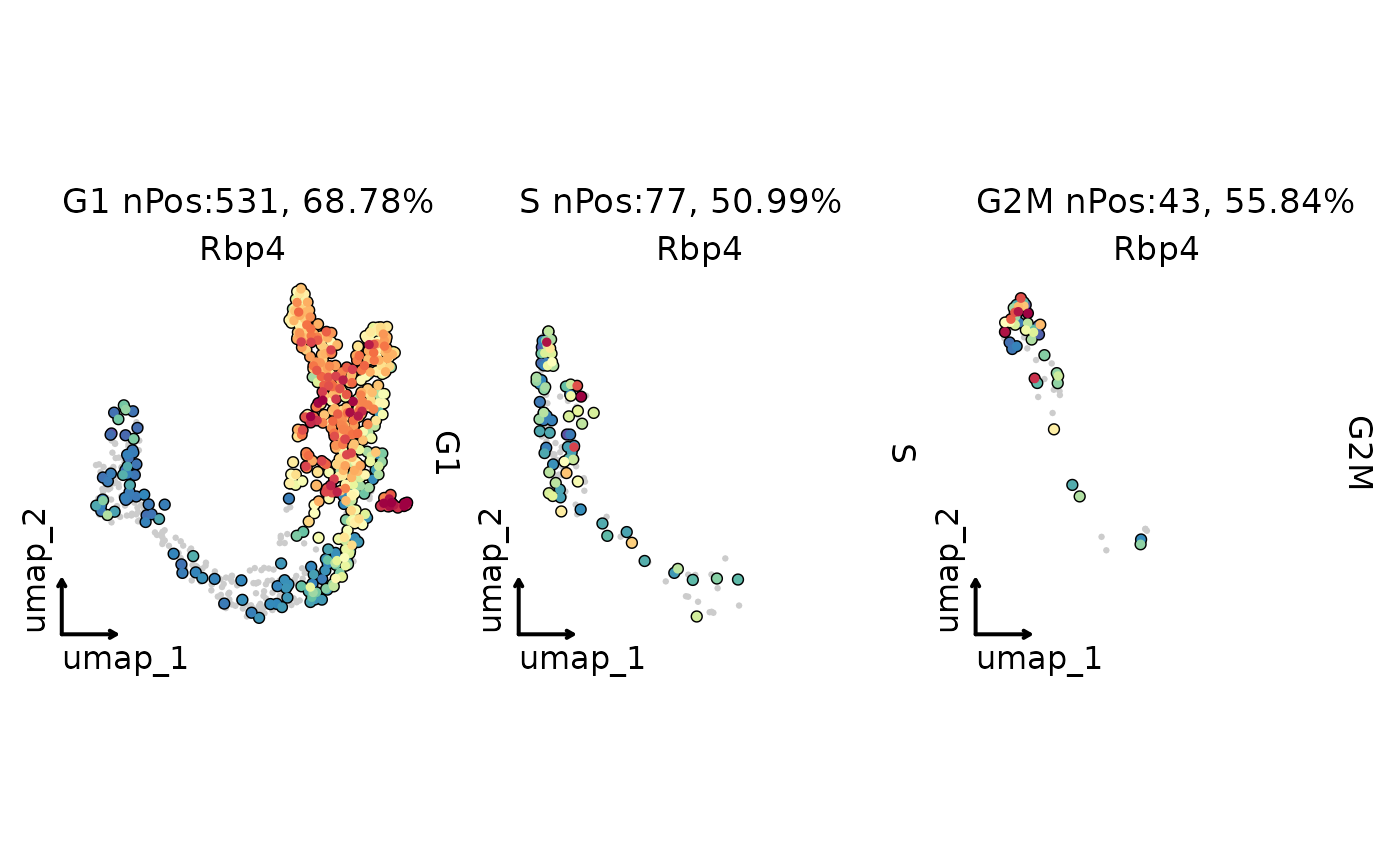 G1 nPos:531, 68.78%
Rbp4
G1
umap_2
umap_1
S nPos:77, 50.99%
Rbp4
S
umap_2
umap_1
G2M nPos:43, 55.84%
Rbp4
G2M
umap_2
umap_1